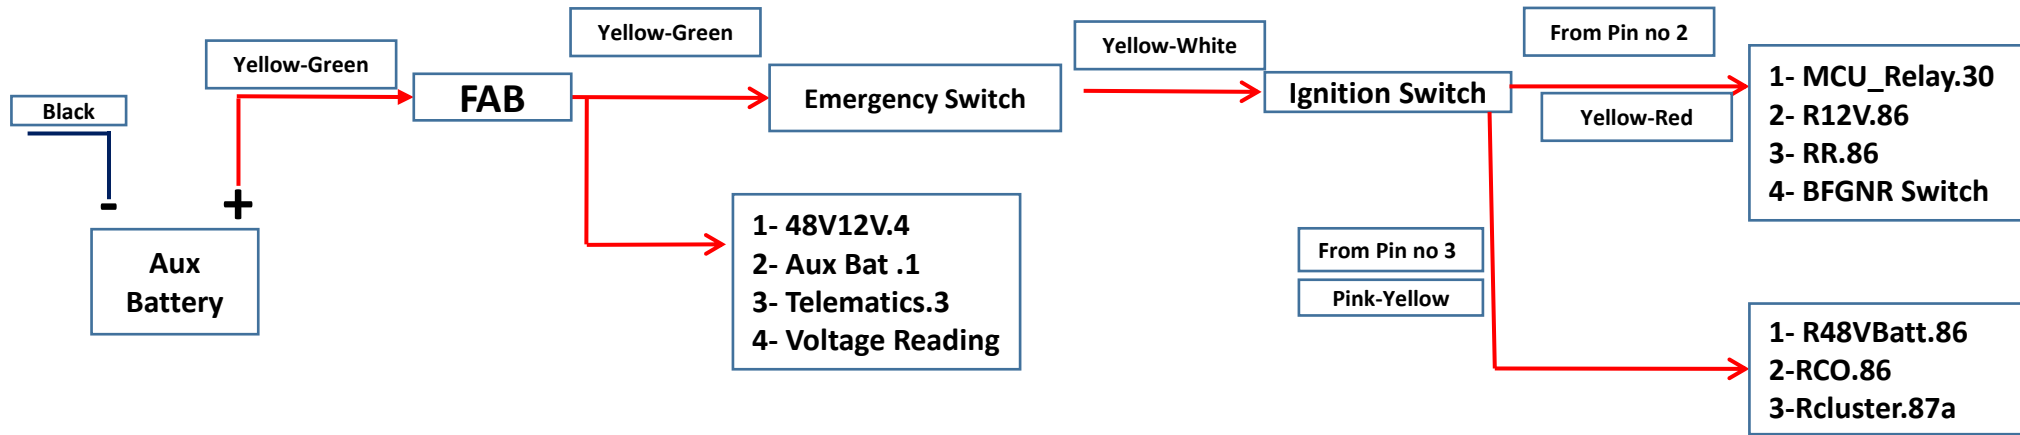 Black
-
+
Aux
Battery
Yellow-Green
FAB
Yellow-Green
Emergency Switch
1- 48V12V.4
2- Aux Bat .1
3- Telematics.3
4- Voltage Reading
Yellow-White
Ignition Switch
From Pin no 2
Yellow-Red
1- MCU_Relay.30
2- R12V.86
3- RR.86
4- BFGNR Switch
From Pin no 3
Pink-Yellow
1- R48VBatt.86
2-RCO.86
3-Rcluster.87a